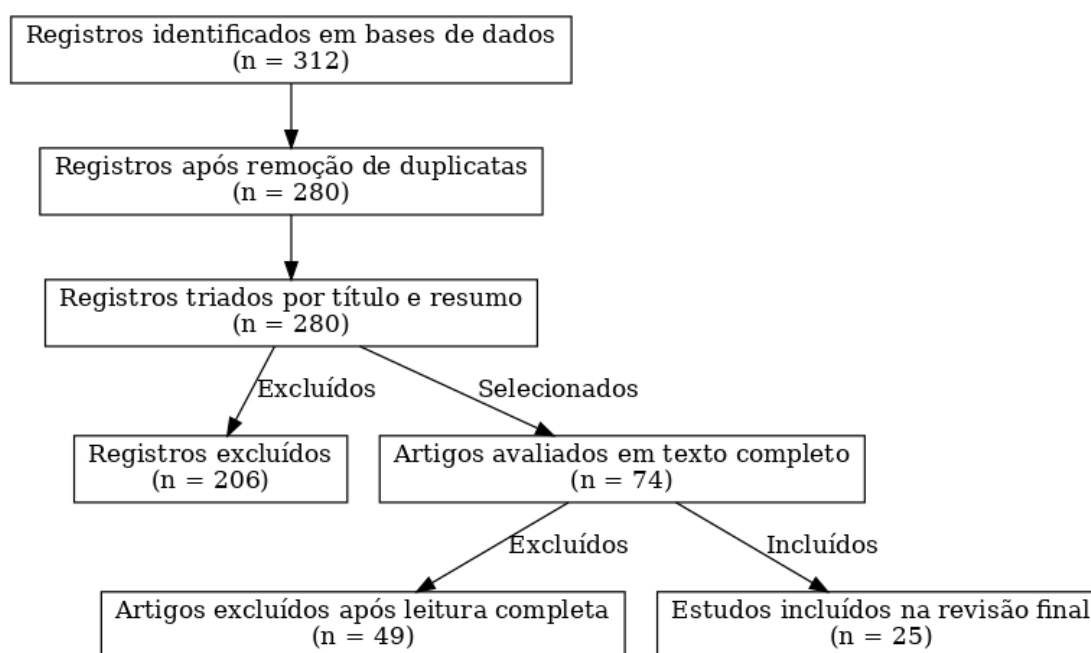 Registros identificados em bases de dados
(n = 312)
Registros após remoção de duplicatas
(n = 280)
Registros triados por título e resumo
(n = 280)
Excluídos
Selecionados
Registros excluídos
(n = 206)
Artigos avaliados em texto completo
(n = 74)
Excluídos
Incluídos
Artigos excluídos após leitura completa
(n = 49)
Estudos incluídos na revisão final
(n = 25)